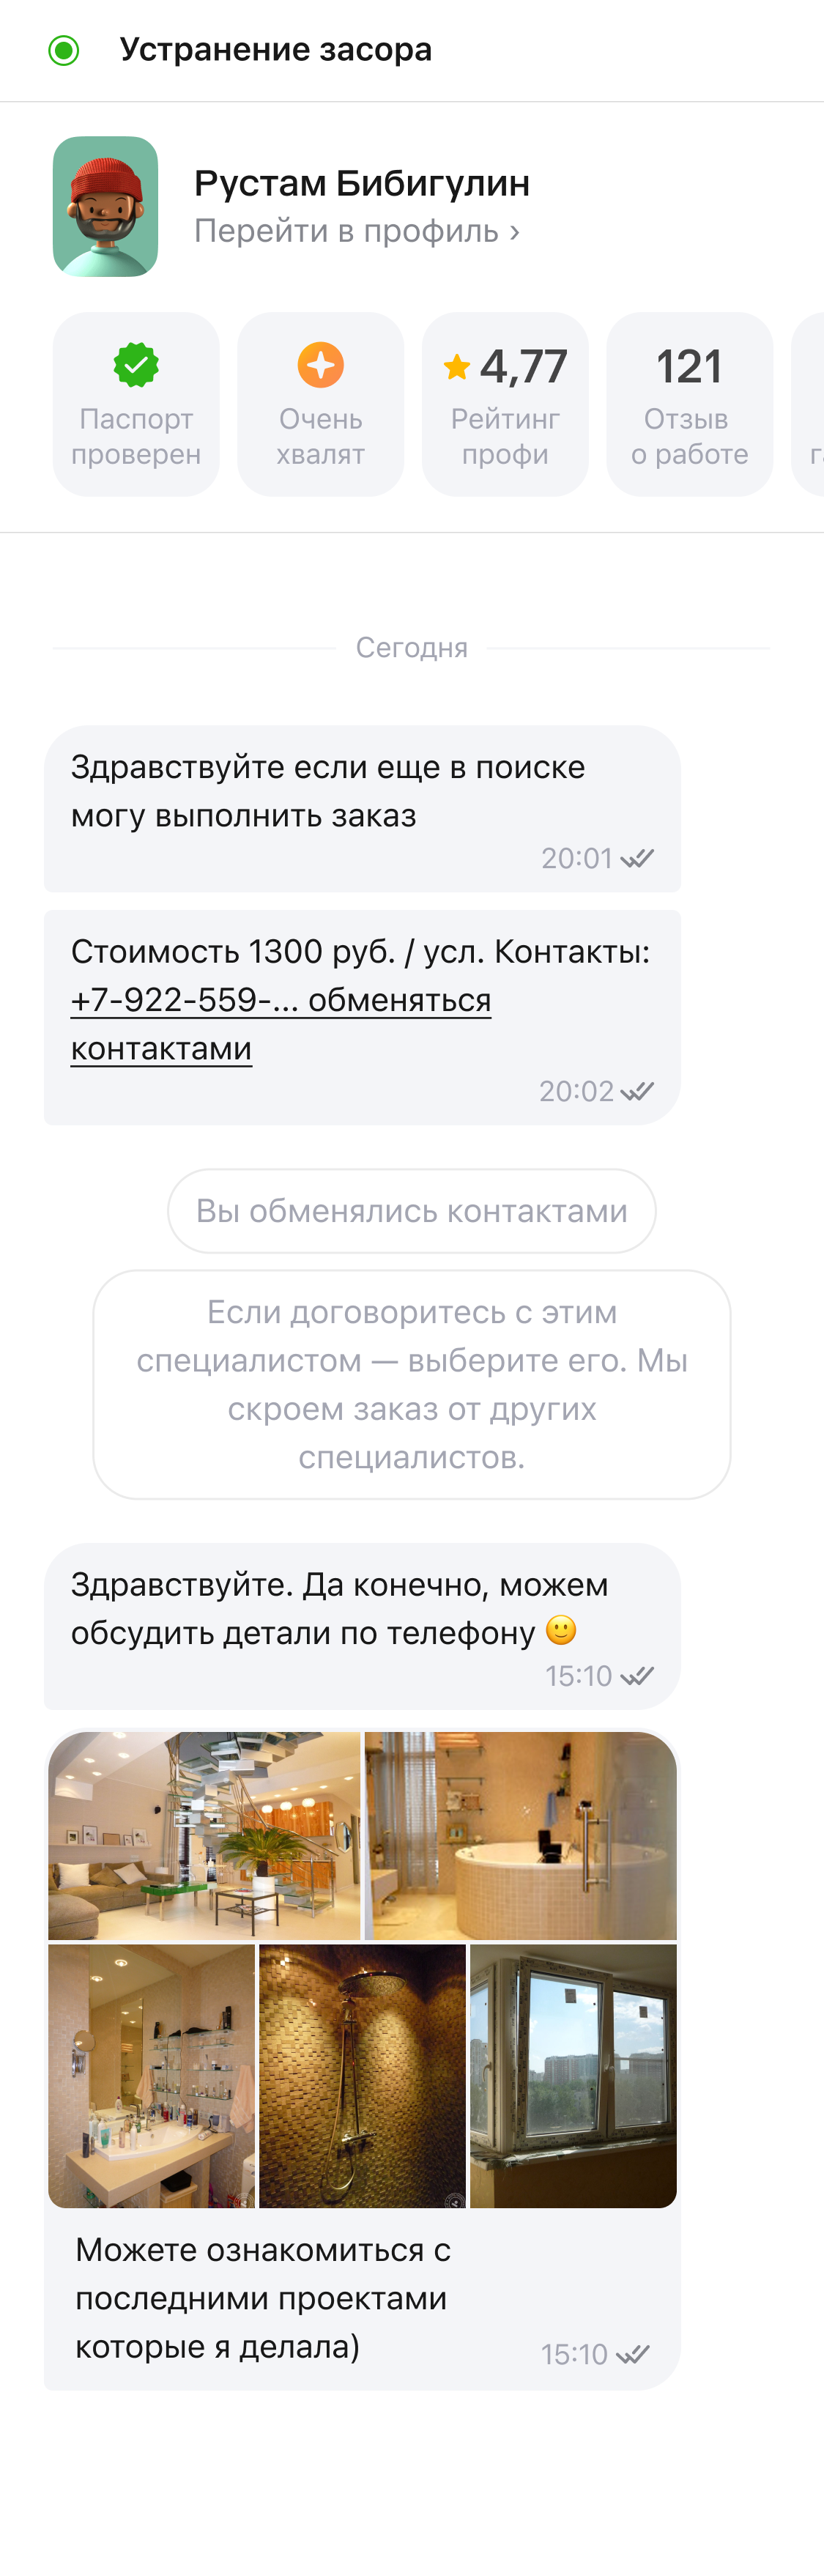 Устранение засора
Рустам Бибигулин
Перейти в профиль ›
Паспорт
проверен
Очень
хвалят
4,77
Рейтинг
профи
121
Отзыв
о работе
Сегодня
Здравствуйте если еще в поиске
могу выполнить заказ
20:01
Стоимость 1300 руб. / усл. Контакты:
+7-922-559-... обменяться
контактами
20:02
Вы обменялись контактами
Если договоритесь с этим
специалистом — выберите его. Мы
скроем заказ от других
специалистов.
Здравствуйте. Да конечно, можем
обсудить детали по телефону 🙂
15:10
Можете ознакомиться с
последними проектами
которые я делала)
15:10